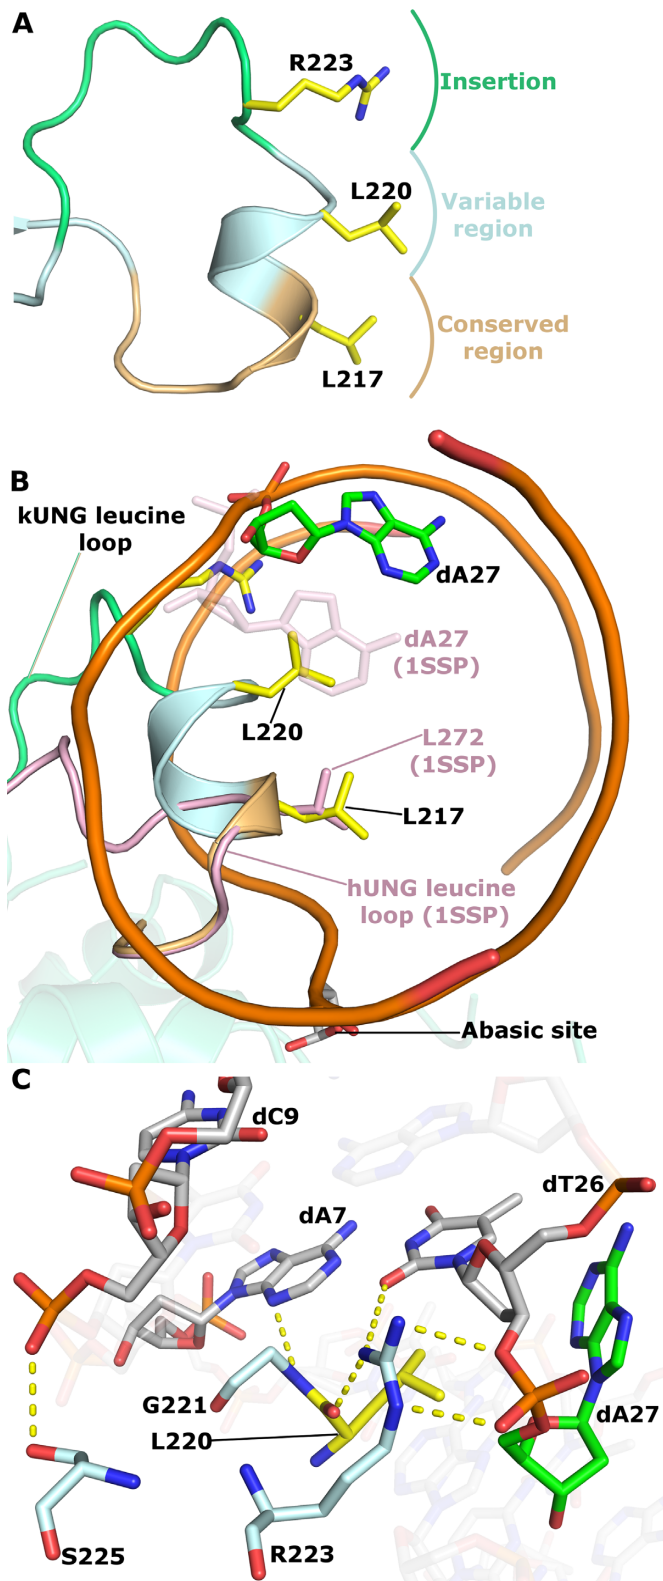 A
R223
Insertion
L220
Variable
region
Conserved
region
L217
B
kUNG leucine
loop
dA27
dA27
(1SSP)
L220
L272
(1SSP)
L217
hUNG leucine
loop (1SSP)
Abasic site
C
dC9
dT26
dA7
G221
L220
dA27
S225
R223